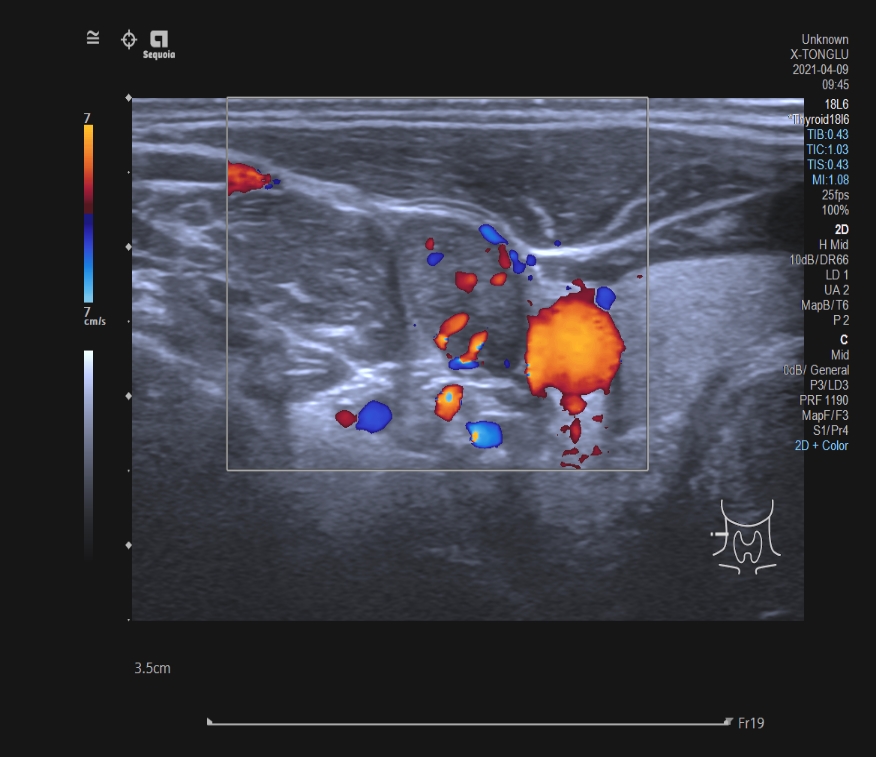 Sequoia
Unknown
X-TONGLU
2021-04-09
09:45
18L6
*Thyroid18l6
TIB:0.43
TIC:1.03
TIS:0.43
MI:1.08
25fps
100%
2D
H Mid
10dB/DR66
LD 1
UA 2
MapB/T6
P 2
C
Mid
0dB/ General
P3/LD3
PRF 1190
MapF/F3
S1/Pr4
2D + Color
7
7
cm/s
3.5cm
Fr19